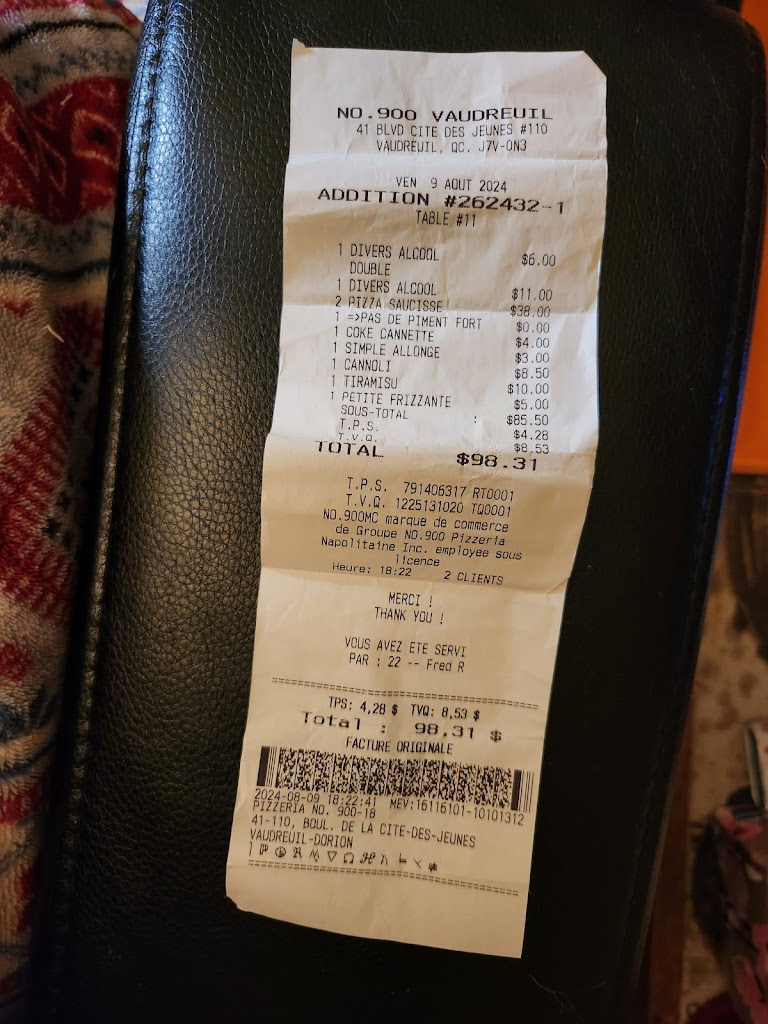 NO.900 VAUDREUIL
41 BLVD CITE DES JEUNES #110
VAUDREUIL, QC. J7V-0N3
VEN 9 AOUT 2024
ADDITION #262432-1
TABLE #11
1 DIVERS ALCOOL $6.00
DOUBLE
1 DIVERS ALCOOL $11.00
2 PIZZA SAUCISSE $38.00
1 =>PAS DE PIMENT FORT $0.00
1 COKE CANNETTE $4.00
1 SIMPLE ALLONGE $3.00
1 CANNOLI $8.50
1 TIRAMISU $10.00
1 PETITE FRIZZANTE $5.00
SOUS-TOTAL : $85.50
T.P.S. $4.28
T.V.Q. $8.53
TOTAL $98.31
T.P.S. 791406317 RT0001
T.V.Q. 1225131020 TQ0001
NO.900MC marque de commerce
de Groupe NO.900 Pizzeria
Napolitaine Inc. employee sous
licence
Heure: 18:22 2 CLIENTS
MERCI !
THANK YOU !
VOUS AVEZ ETE SERVI
PAR : 22 -- Fred R
TPS: 4,28 $ TVQ: 8,53 $
Total : 98,31 $
FACTURE ORIGINALE
2024-08-09 18:22:41 MEV:16116101-10101312
PIZZERIA NO. 900-18
41-110, BOUL. DE LA CITE-DES-JEUNES
VAUDREUIL-DORION